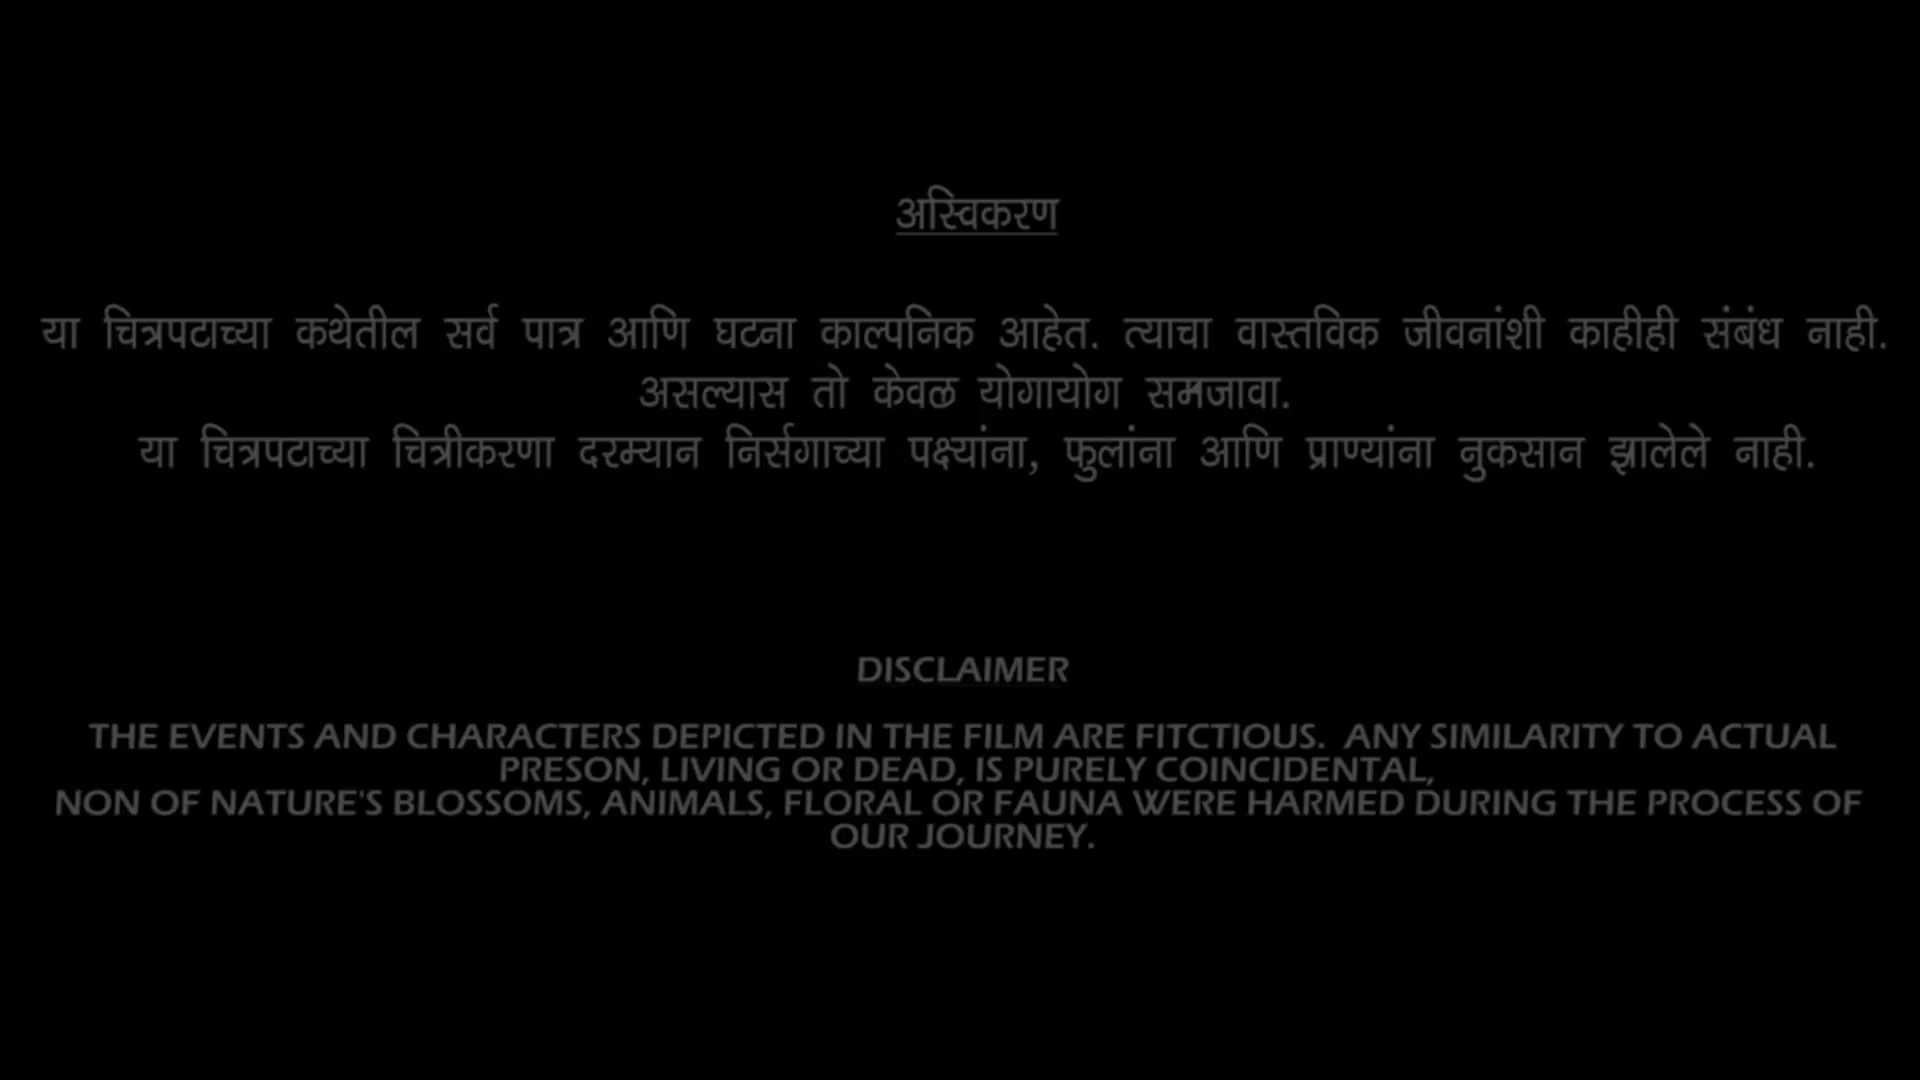 अस्विकरण
या चित्रपटाच्या कथेतील सर्व पात्र आणि घटना काल्पनिक आहेत. त्याचा वास्तविक जीवनांशी काहीही संबंध नाही.
असल्यास तो केवळ योगायोग समजावा.
या चित्रपटाच्या चित्रीकरणा दरम्यान निर्सगाच्या पक्ष्यांना, फुलांना आणि प्राण्यांना नुकसान झालेले नाही.
DISCLAIMER
THE EVENTS AND CHARACTERS DEPICTED IN THE FILM ARE FITCTIOUS. ANY SIMILARITY TO ACTUAL
PRESON, LIVING OR DEAD, IS PURELY COINCIDENTAL,
NON OF NATURE'S BLOSSOMS, ANIMALS, FLORAL OR FAUNA WERE HARMED DURING THE PROCESS OF
OUR JOURNEY.